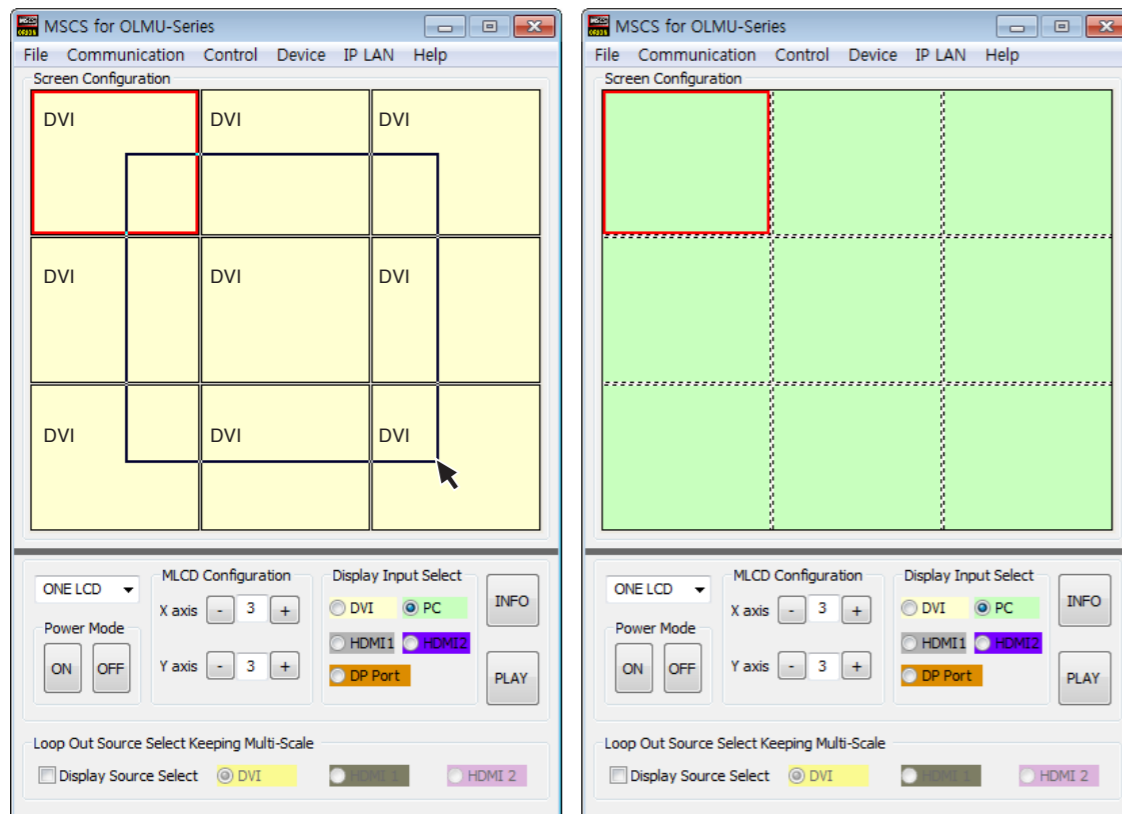 MSCS for OLMU-Series
File Communication Control Device IP LAN Help
Screen Configuration
DVI DVI DVI
DVI DVI DVI
DVI DVI DVI
ONE LCD
Power Mode
ON OFF
MLCD Configuration
X axis - 3 +
Y axis - 3 +
Display Input Select
DVI PC
HDMI1 HDMI2
DP Port
INFO
PLAY
Loop Out Source Select Keeping Multi-Scale
Display Source Select DVI HDMI 1 HDMI 2
MSCS for OLMU-Series
File Communication Control Device IP LAN Help
Screen Configuration
ONE LCD
Power Mode
ON OFF
MLCD Configuration
X axis - 3 +
Y axis - 3 +
Display Input Select
DVI PC
HDMI1 HDMI2
DP Port
INFO
PLAY
Loop Out Source Select Keeping Multi-Scale
Display Source Select DVI HDMI 1 HDMI 2